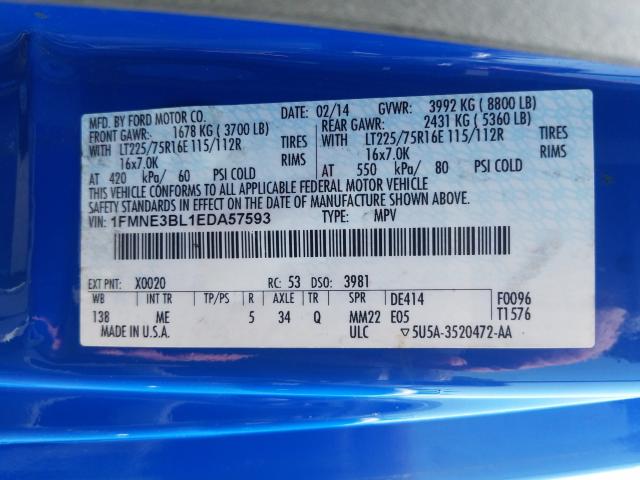 MFD. BY FORD MOTOR CO.
DATE: 02/14 GVWR: 3992 KG ( 8800 LB)
FRONT GAWR: 1678 KG ( 3700 LB)
REAR GAWR: 2431 KG ( 5360 LB)
WITH LT225/75R16E 115/112R TIRES
WITH LT225/75R16E 115/112R TIRES
16x7.0K RIMS
16x7.0K RIMS
AT 420 kPa/ 60 PSI COLD
AT 550 kPa/ 80 PSI COLD
THIS VEHICLE CONFORMS TO ALL APPLICABLE FEDERAL MOTOR VEHICLE
SAFETY STANDARDS IN EFFECT ON THE DATE OF MANUFACTURE SHOWN ABOVE.
VIN: 1FMNE3BL1EDA57593 TYPE: MPV
EXT PNT: X0020 RC: 53 DSO: 3981
WB INT TR TP/PS R AXLE TR SPR DE414 F0096
138 ME 5 34 Q MM22 E05 T1576
MADE IN U.S.A. ULC ▽5U5A-3520472-AA